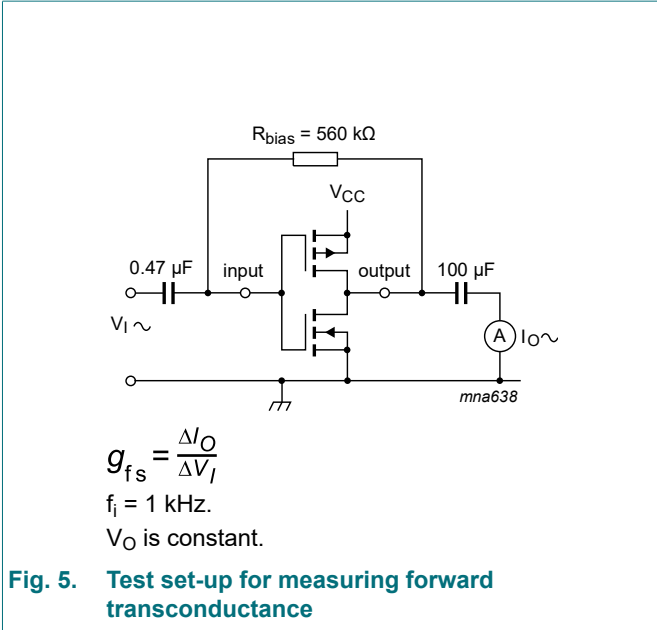 Rbias = 560 kΩ
VCC
0.47 µF
input
output
100 µF
VI ~
A
IO~
mna638
gfs = ΔIO / ΔVI
fi = 1 kHz.
VO is constant.
Fig. 5. Test set-up for measuring forward
transconductance